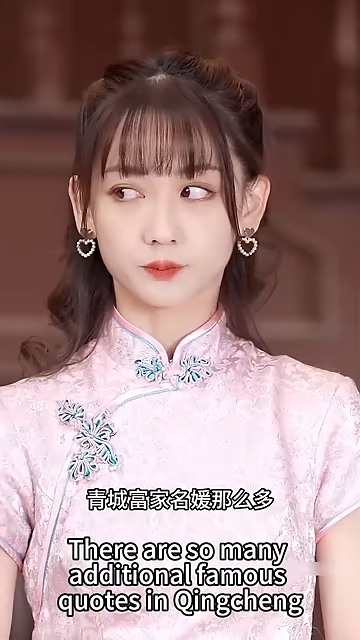 青城富家名媛那么多
There are so many
additional famous
quotes in Qingcheng